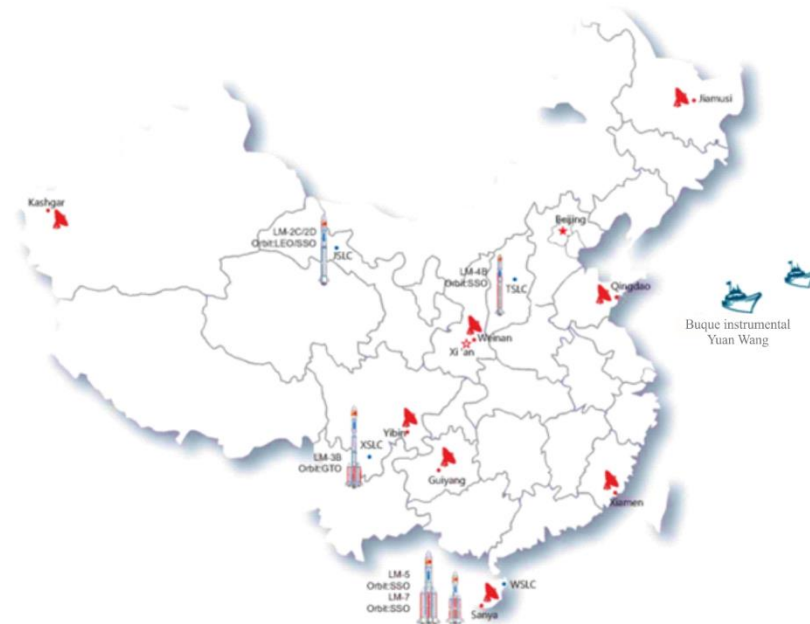 Jiamusi
Kashgar
Beijing
LM-2C/2D
Orbit:LEO/SSO
JSLC
LM-4B
Orbit:SSO
TSLC
Qingdao
Buque instrumental
Yuan Wang
Weinan
Xi'an
Yibin
XSLC
LM-3B
Orbit:GTO
Guiyang
Xiamen
LM-5
Orbit:SSO
LM-7
Orbit:SSO
WSLC
Sanya